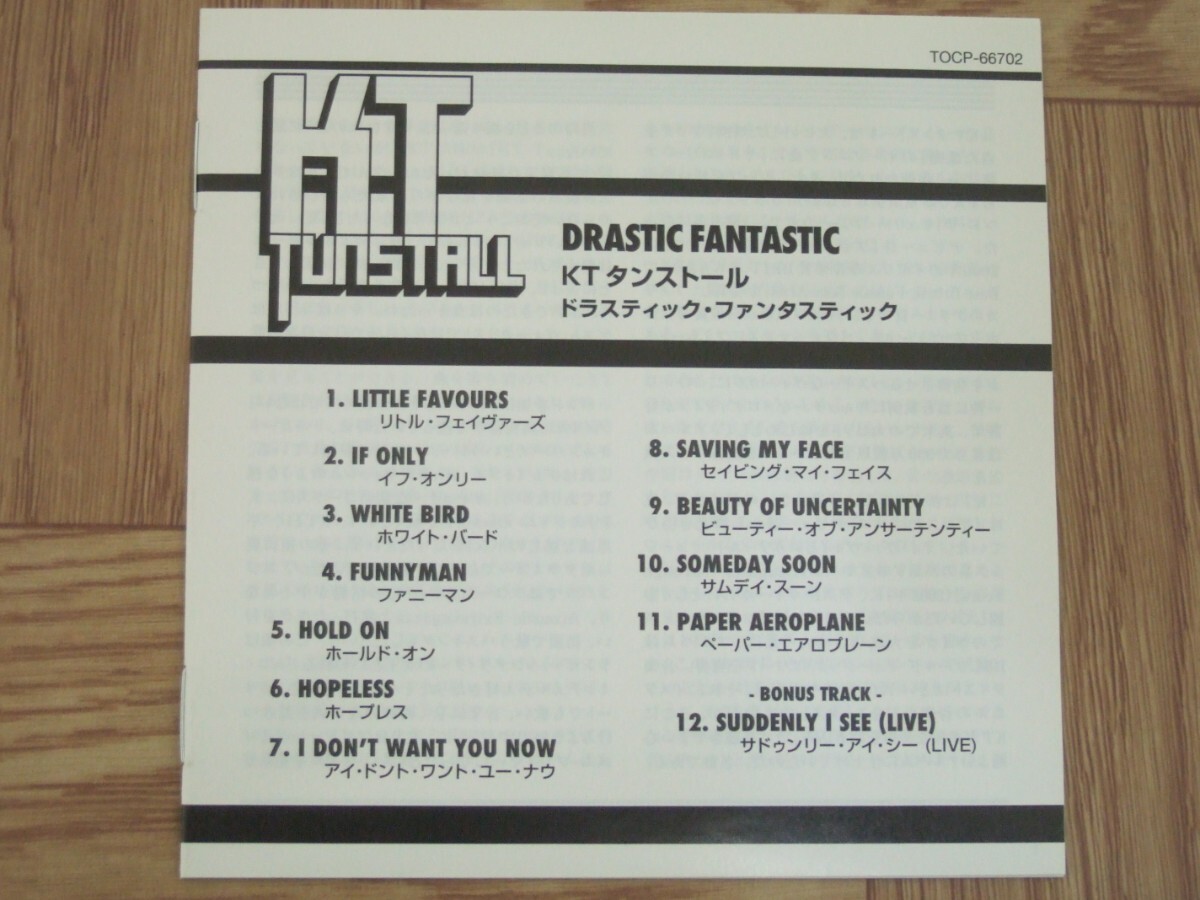 TOCP-66702
KT
TUNSTALL
DRASTIC FANTASTIC
KT タンストール
ドラスティック・ファンタスティック
1. LITTLE FAVOURS
リトル・フェイヴァーズ
2. IF ONLY
イフ・オンリー
3. WHITE BIRD
ホワイト・バード
4. FUNNYMAN
ファニーマン
5. HOLD ON
ホールド・オン
6. HOPELESS
ホープレス
7. I DON'T WANT YOU NOW
アイ・ドント・ワント・ユー・ナウ
8. SAVING MY FACE
セイビング・マイ・フェイス
9. BEAUTY OF UNCERTAINTY
ビューティー・オブ・アンサーテンティー
10. SOMEDAY SOON
サムデイ・スーン
11. PAPER AEROPLANE
ペーパー・エアロプレーン
- BONUS TRACK -
12. SUDDENLY I SEE (LIVE)
サドゥンリー・アイ・シー (LIVE)